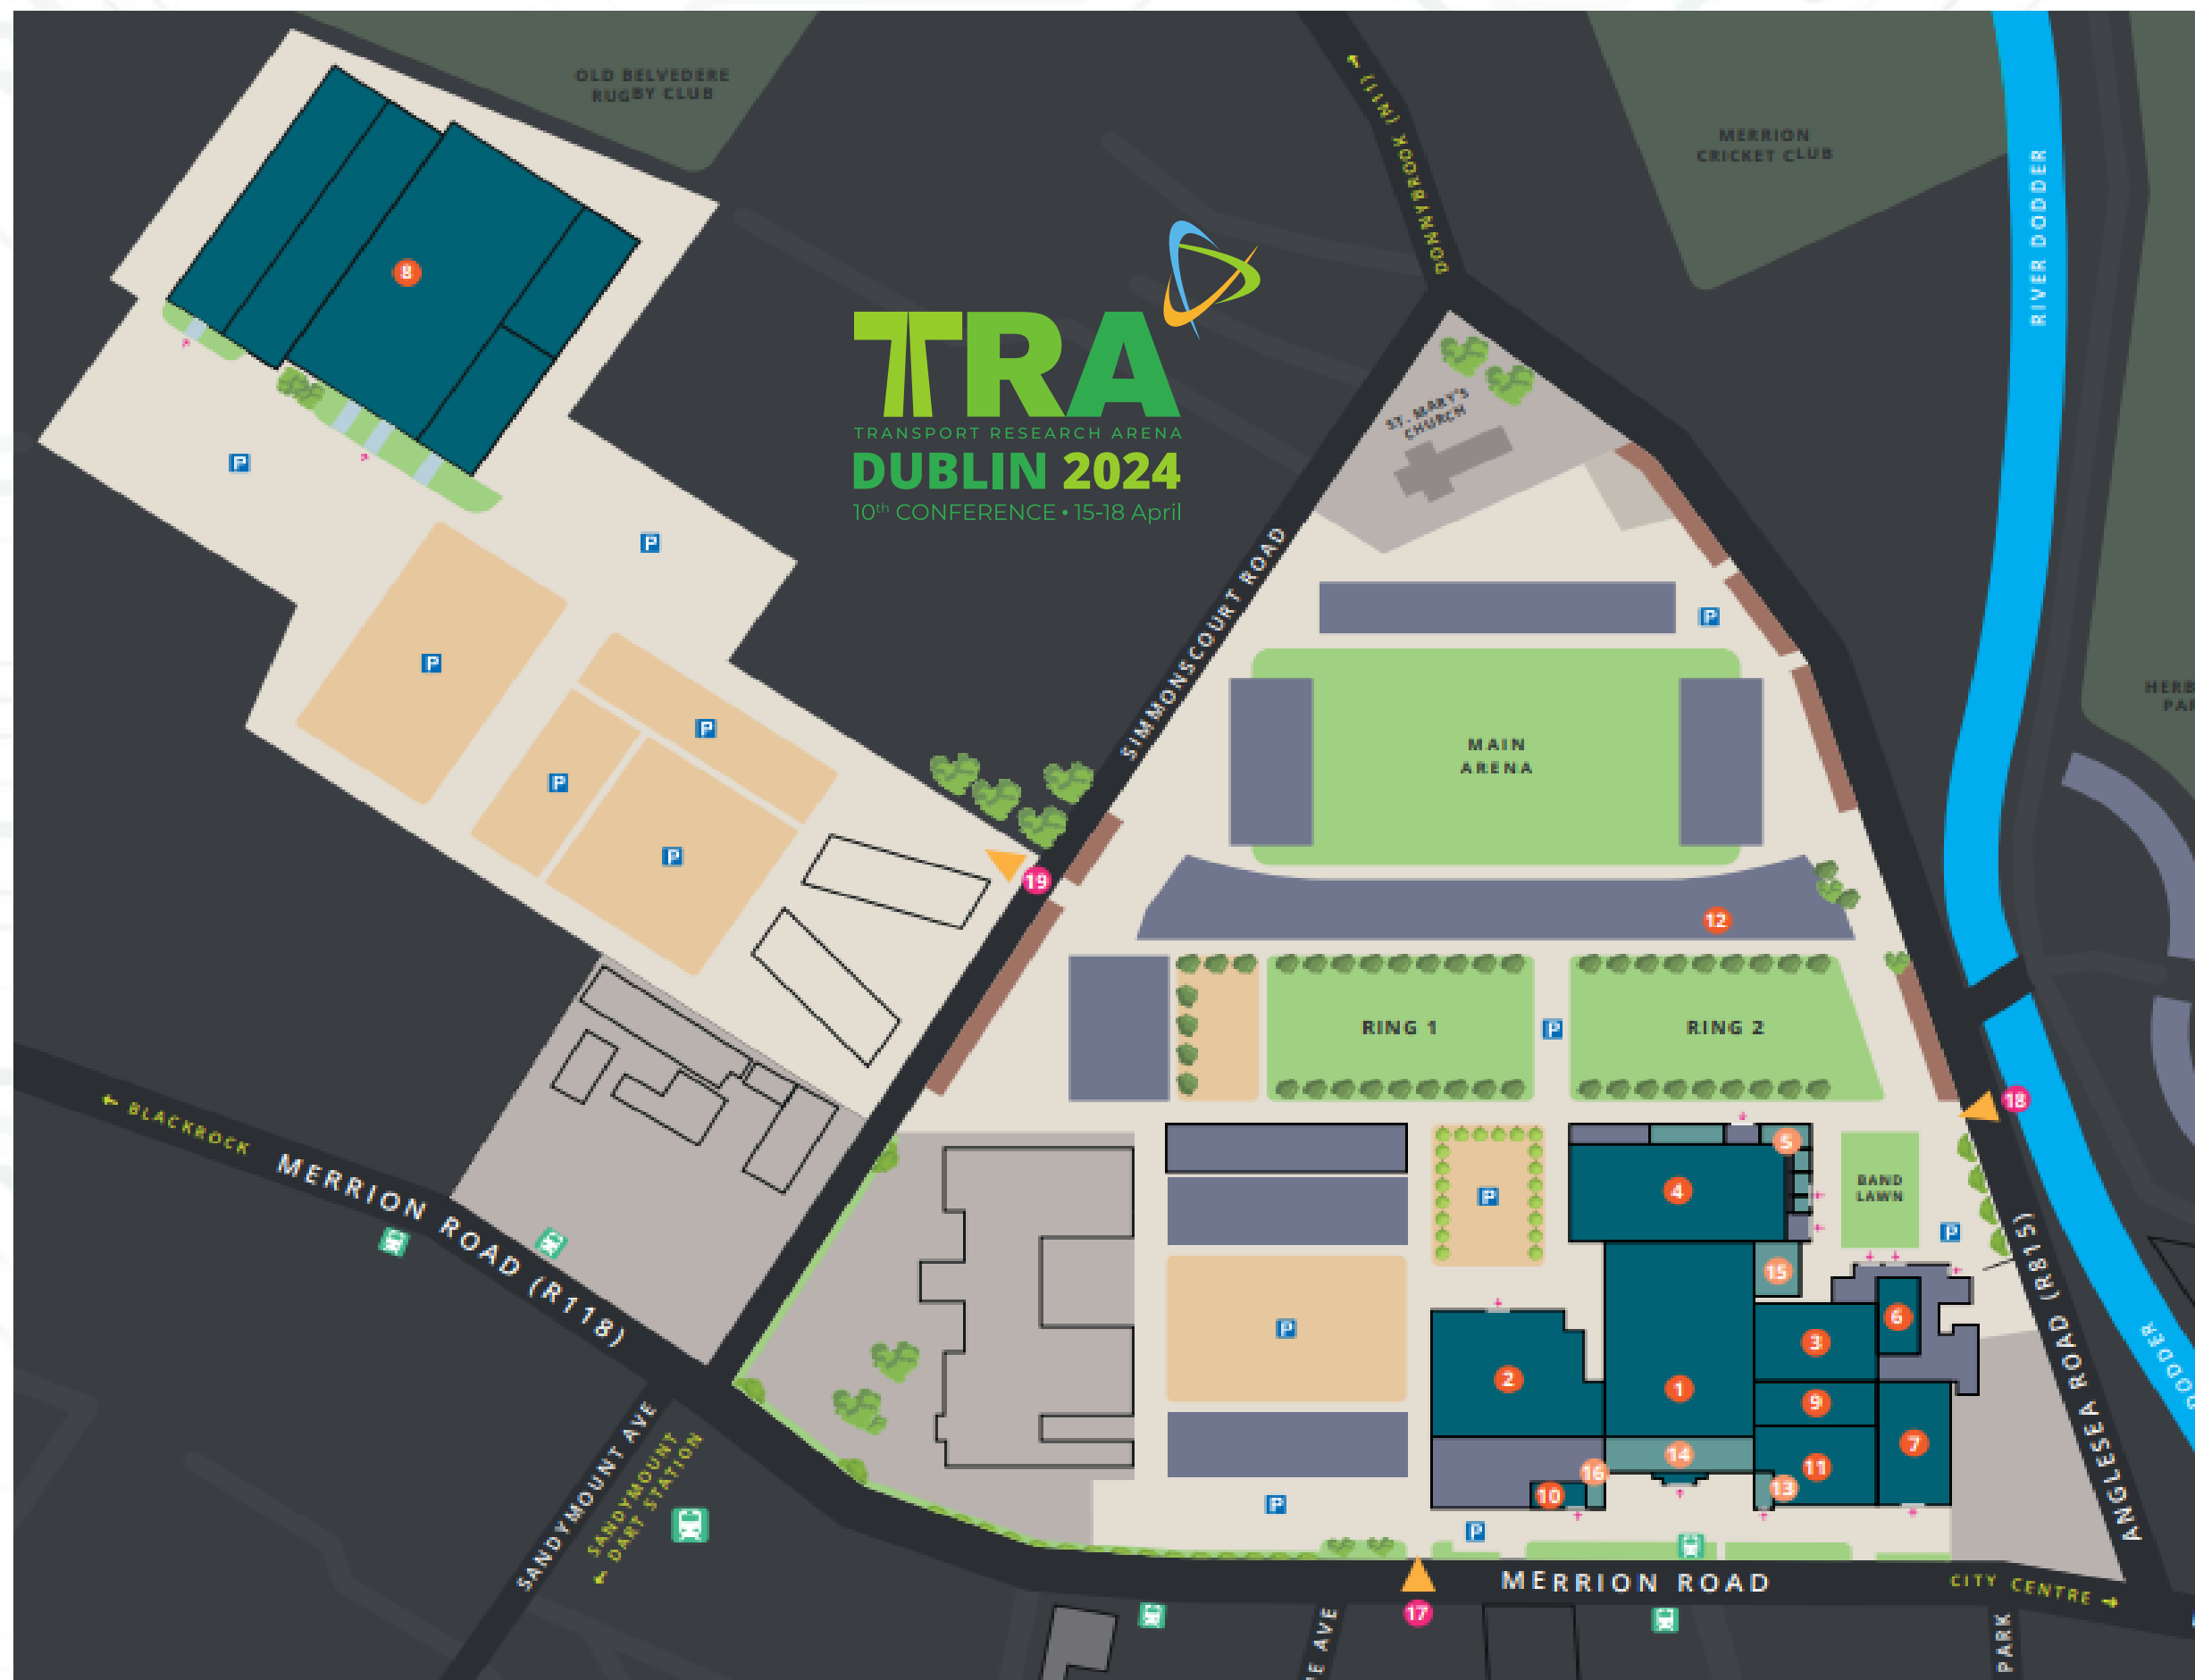 OLD BELVEDERE
RUGBY CLUB
DONNYBROOK (N11)
MERRION
CRICKET CLUB
RIVER DODDER
8
TRA
TRANSPORT RESEARCH ARENA
DUBLIN 2024
10th CONFERENCE • 15-18 April
ST. MARY'S
CHURCH
P
P
SIMMONSCOURT ROAD
P
P
P
P
P
HERB
PAR
MAIN
ARENA
19
12
RING 1
P
RING 2
18
BLACKROCK
MERRION ROAD (R118)
5
4
P
BAND
LAWN
P
15
6
3
P
2
1
9
7
14
11
16
13
10
P
P
ANGLESEA ROAD (R815)
DODDER
SANDYMOUNT AVE
SANDYMOUNT
DART STATION
MERRION ROAD
CITY CENTRE
17
E AVE
PARK